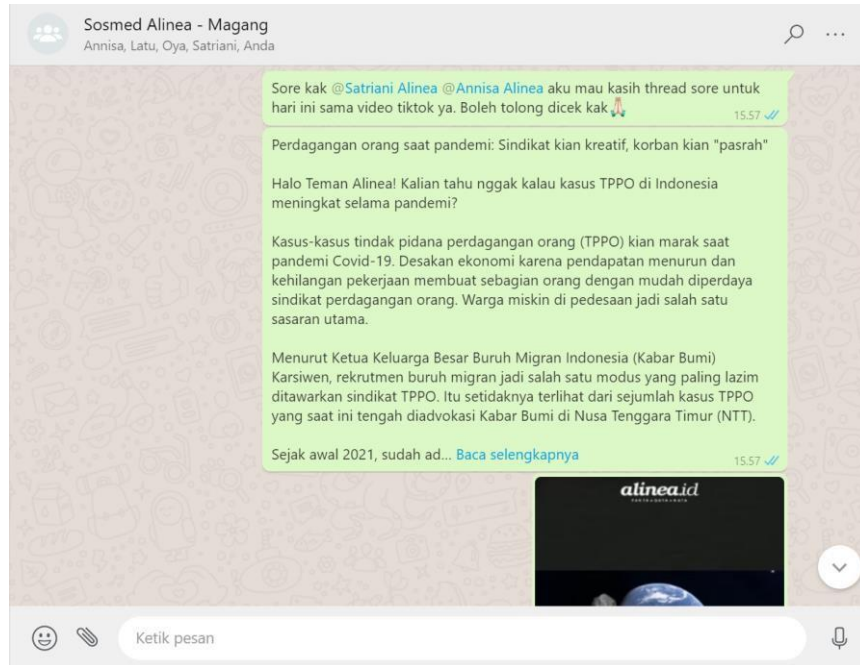 Sosmed Alinea - Magang
Annisa, Latu, Oya, Satriani, Anda
Sore kak @Satriani Alinea @Annisa Alinea aku mau kasih thread sore untuk
hari ini sama video tiktok ya. Boleh tolong dicek kak🙏🏻
15.57
Perdagangan orang saat pandemi: Sindikat kian kreatif, korban kian "pasrah"
Halo Teman Alinea! Kalian tahu nggak kalau kasus TPPO di Indonesia
meningkat selama pandemi?
Kasus-kasus tindak pidana perdagangan orang (TPPO) kian marak saat
pandemi Covid-19. Desakan ekonomi karena pendapatan menurun dan
kehilangan pekerjaan membuat sebagian orang dengan mudah diperdaya
sindikat perdagangan orang. Warga miskin di pedesaan jadi salah satu
sasaran utama.
Menurut Ketua Keluarga Besar Buruh Migran Indonesia (Kabar Bumi)
Karsiwen, rekrutmen buruh migran jadi salah satu modus yang paling lazim
ditawarkan sindikat TPPO. Itu setidaknya terlihat dari sejumlah kasus TPPO
yang saat ini tengah diadvokasi Kabar Bumi di Nusa Tenggara Timur (NTT).
Sejak awal 2021, sudah ad... Baca selengkapnya
15.57
alinea.id
Ketik pesan